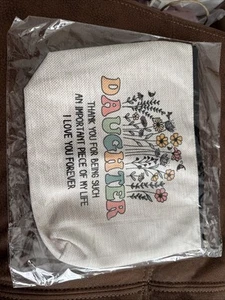 DAUGHTER
THANK YOU FOR BEING SUCH
AN IMPORTANT PIECE OF MY LIFE
I LOVE YOU FOREVER